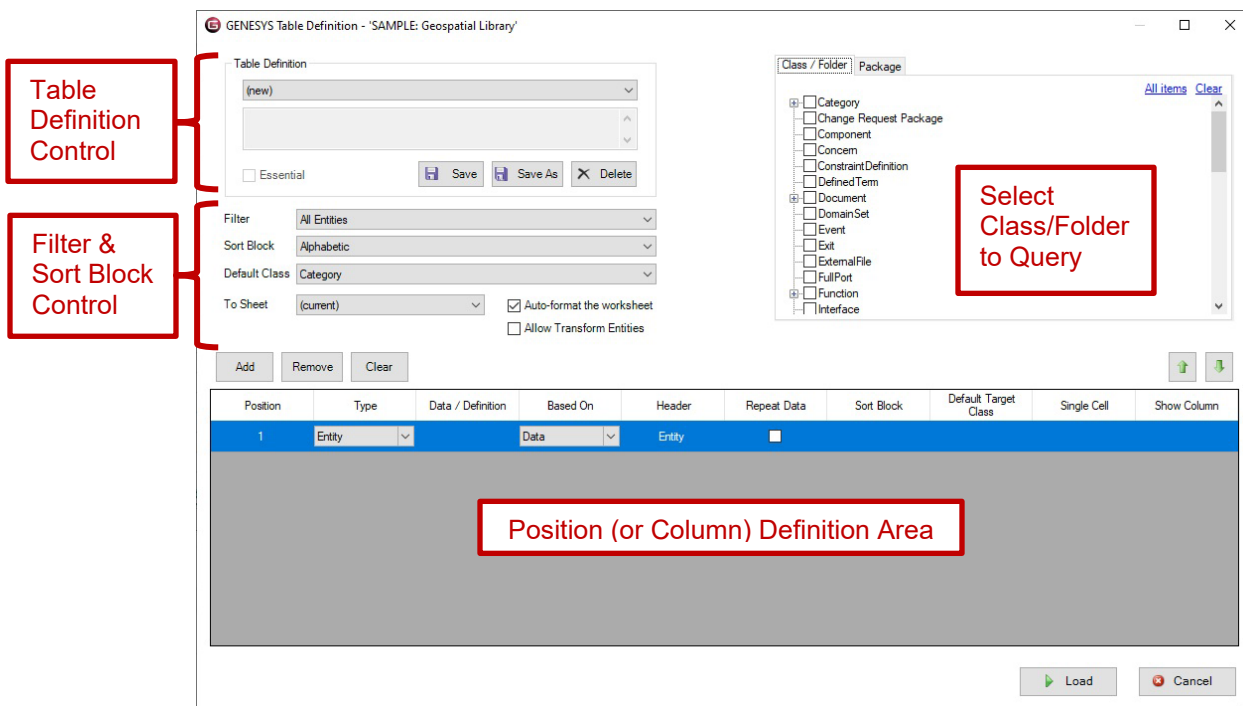 GENESYS Table Definition - 'SAMPLE: Geospatial Library'
Table
Definition
Control
Table Definition
(new)
Essential
Save
Save As
Delete
Filter &
Sort Block
Control
Filter
All Entities
Sort Block
Alphabetic
Default Class
Category
To Sheet
(current)
Auto-format the worksheet
Allow Transform Entities
Class / Folder
Package
All items
Clear
Category
Change Request Package
Component
Concern
ConstraintDefinition
DefinedTerm
Document
DomainSet
Event
Exit
ExternalFile
FullPort
Function
Interface
Select
Class/Folder
to Query
Add
Remove
Clear
Position
Type
Data / Definition
Based On
Header
Repeat Data
Sort Block
Default Target
Class
Single Cell
Show Column
1
Entity
Data
Entity
Position (or Column) Definition Area
Load
Cancel